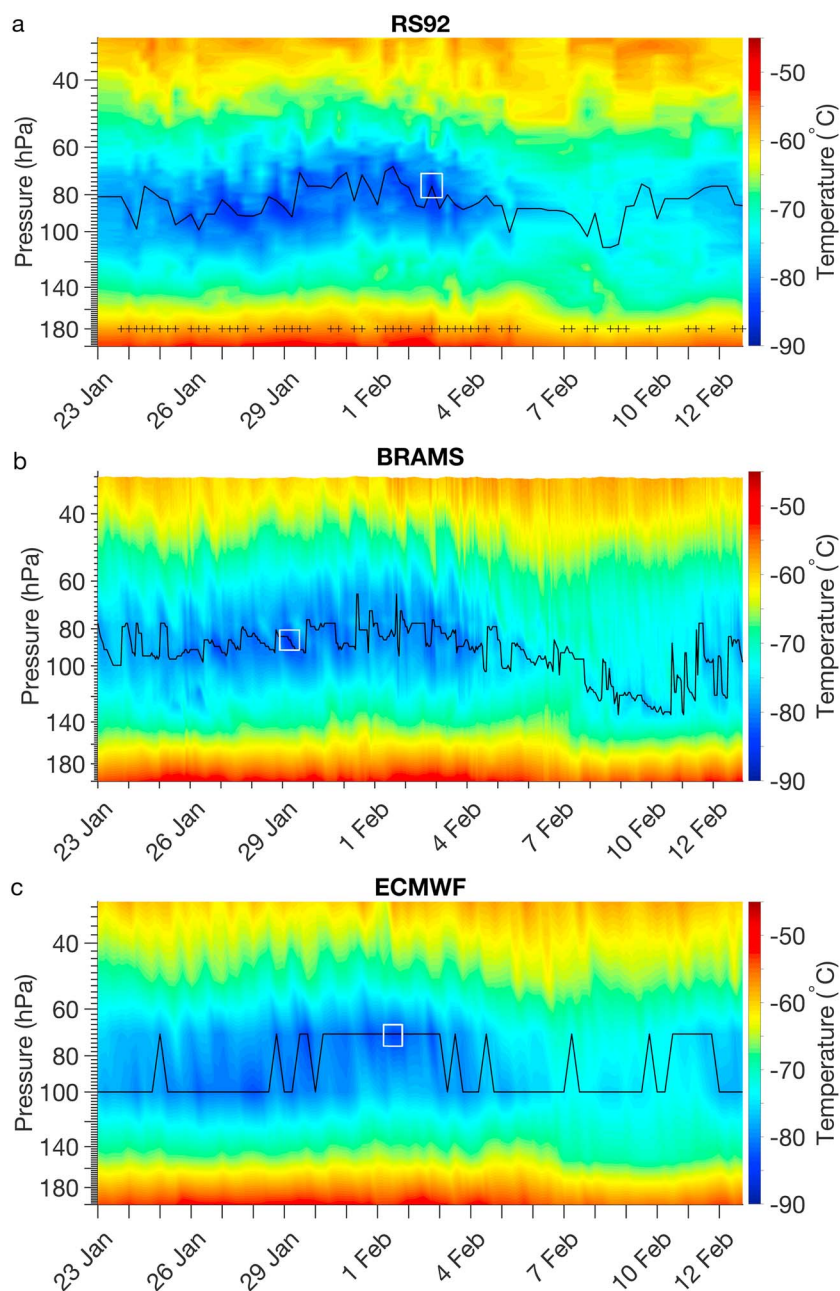 a
RS92
40
60
80
100
140
180
Pressure (hPa)
23 Jan
26 Jan
29 Jan
1 Feb
4 Feb
7 Feb
10 Feb
12 Feb
-50
-60
-70
-80
-90
Temperature (°C)
b
BRAMS
40
60
80
100
140
180
Pressure (hPa)
23 Jan
26 Jan
29 Jan
1 Feb
4 Feb
7 Feb
10 Feb
12 Feb
-50
-60
-70
-80
-90
Temperature (°C)
c
ECMWF
40
60
80
100
140
180
Pressure (hPa)
23 Jan
26 Jan
29 Jan
1 Feb
4 Feb
7 Feb
10 Feb
12 Feb
-50
-60
-70
-80
-90
Temperature (°C)